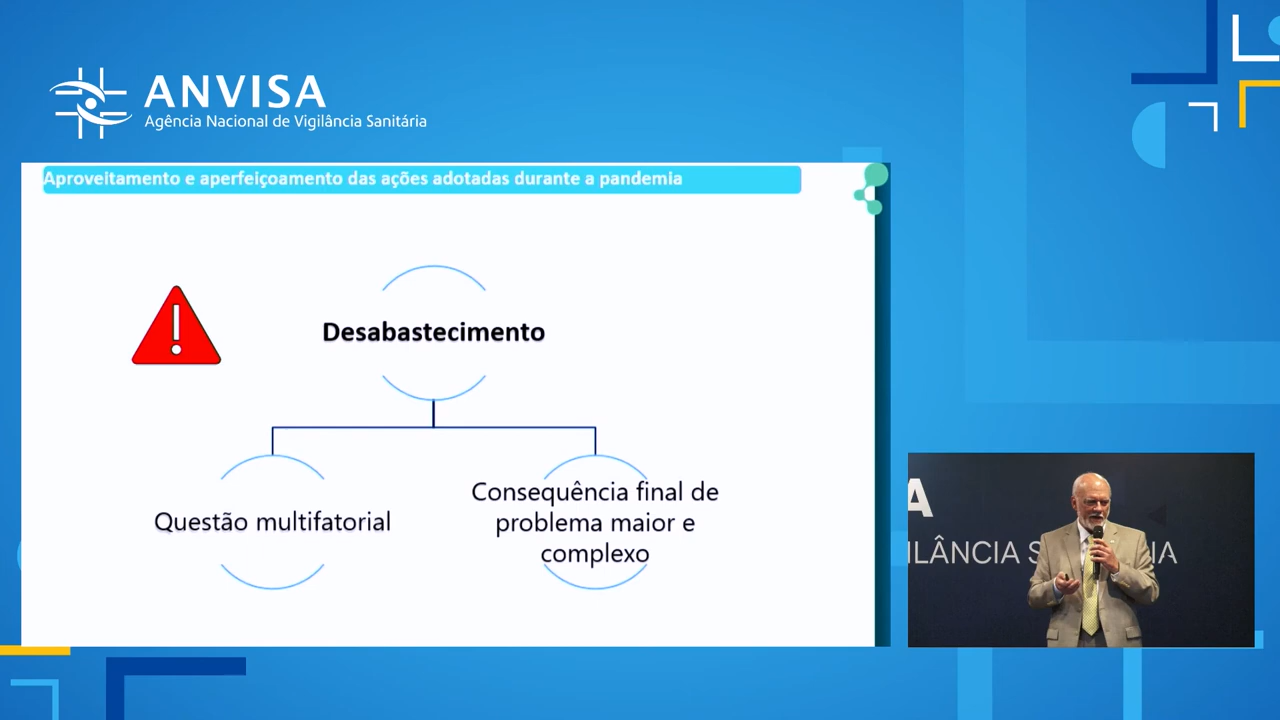 ANVISA
Agência Nacional de Vigilância Sanitária
Aproveitamento e aperfeiçoamento das ações adotadas durante a pandemia
Desabastecimento
Questão multifatorial
Consequência final de
problema maior e
complexo
A
ILÂNCIA S IA